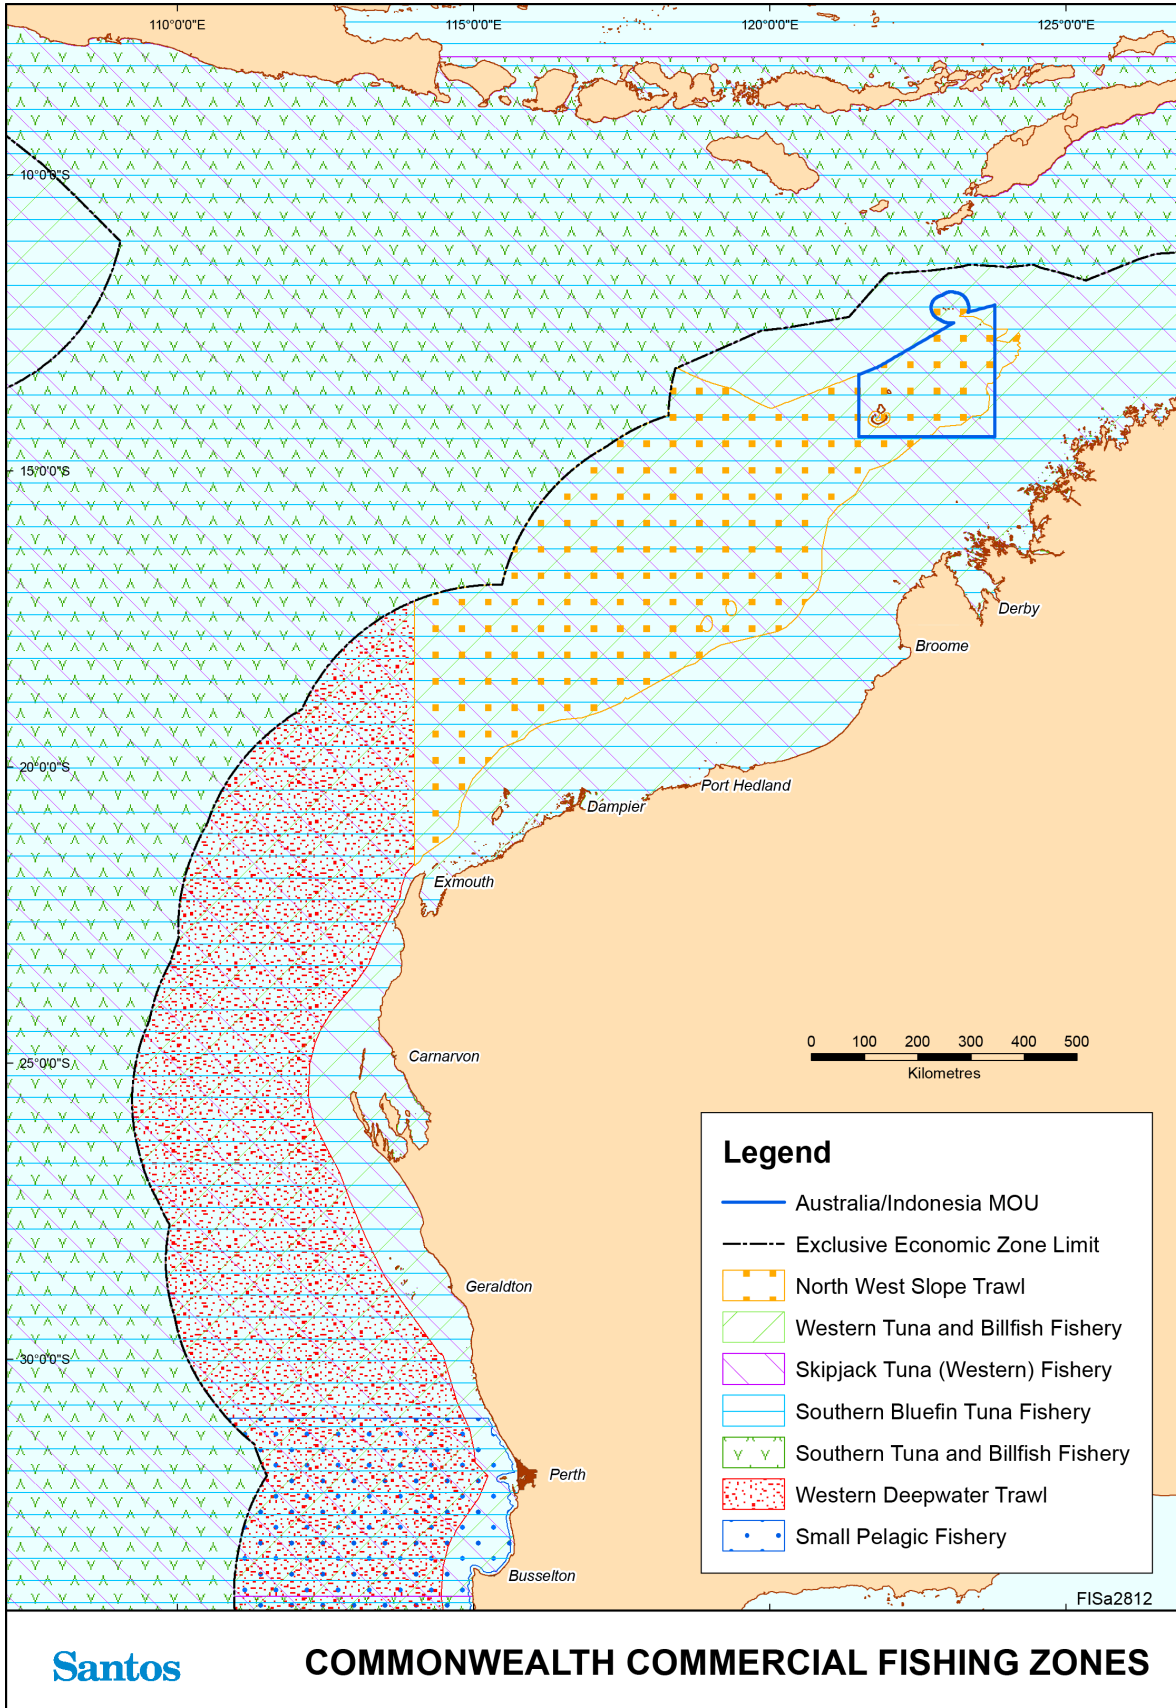 110°0'0"E
115°0'0"E
120°0'0"E
125°0'0"E
10°0'0"S
15°0'0"S
20°0'0"S
25°0'0"S
30°0'0"S
Derby
Broome
Port Hedland
Dampier
Exmouth
Carnarvon
Geraldton
Perth
Busselton
0 100 200 300 400 500
Kilometres
Legend
Australia/Indonesia MOU
Exclusive Economic Zone Limit
North West Slope Trawl
Western Tuna and Billfish Fishery
Skipjack Tuna (Western) Fishery
Southern Bluefin Tuna Fishery
Southern Tuna and Billfish Fishery
Western Deepwater Trawl
Small Pelagic Fishery
FISa2812
Santos
COMMONWEALTH COMMERCIAL FISHING ZONES